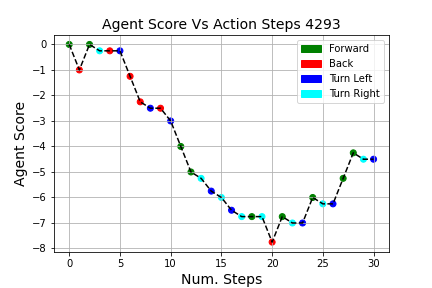 Agent Score Vs Action Steps 4293
Agent Score
0
−1
−2
−3
−4
−5
−6
−7
−8
Forward
Back
Turn Left
Turn Right
0 5 10 15 20 25 30
Num. Steps